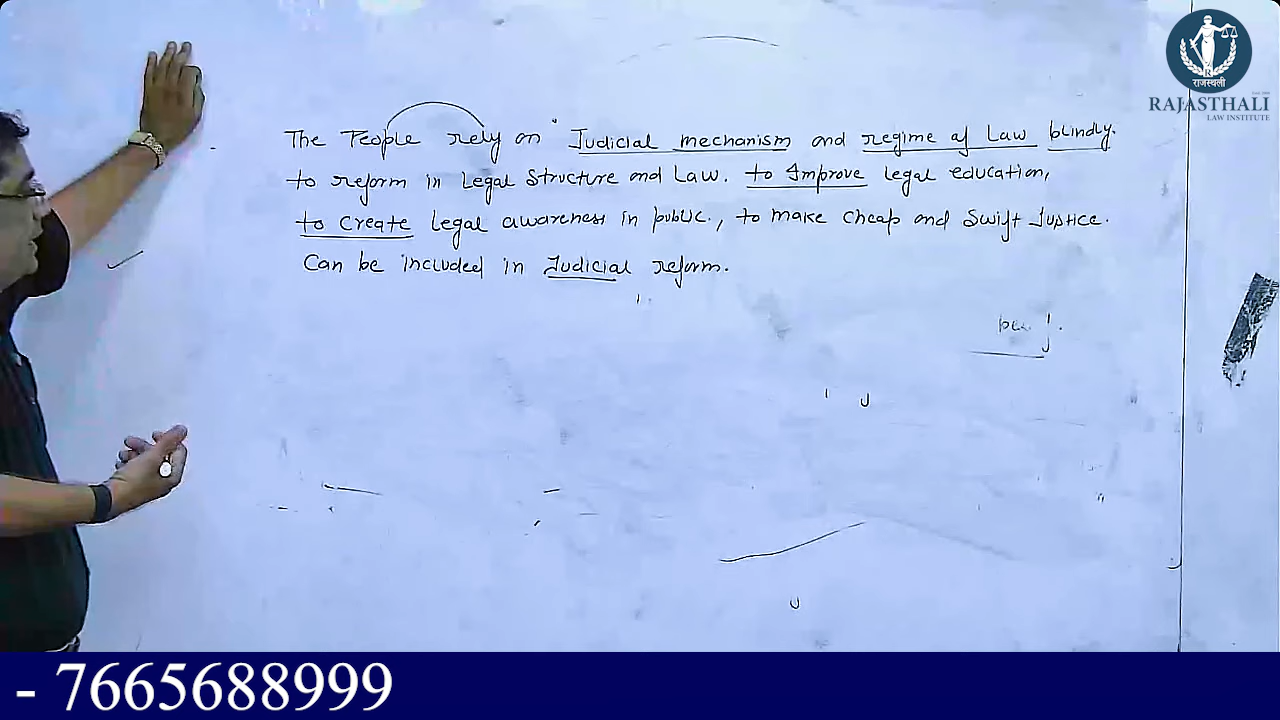 राजस्थली
RAJASTHALI
LAW INSTITUTE
The People rely on Judicial mechanism and regime of Law blindly.
to reform in Legal Structure and Law. to Improve legal education,
to create legal awareness in public., to make cheap and Swift Justice.
Can be included in Judicial reform.
- 7665688999